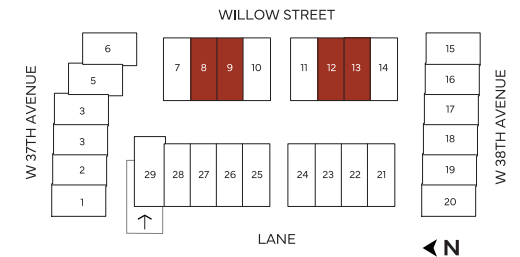 WILLOW STREET
6
5
3
3
2
1
W 37TH AVENUE
7 8 9 10
11 12 13 14
15
16
17
18
19
20
W 38TH AVENUE
29 28 27 26 25
24 23 22 21
LANE
N